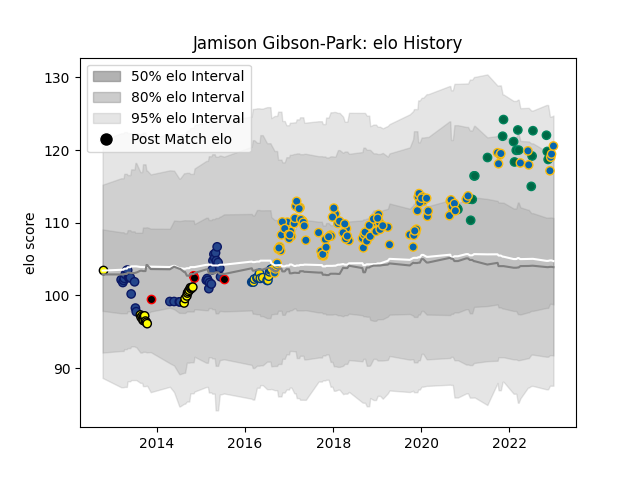 Jamison Gibson-Park: elo History
50% elo Interval
80% elo Interval
95% elo Interval
Post Match elo
elo score
130
120
110
100
90
2014
2016
2018
2020
2022